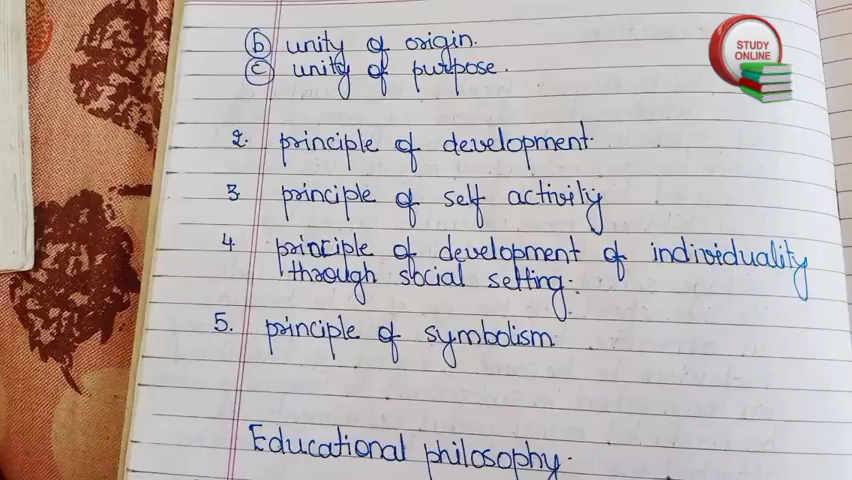 STUDY
ONLINE
ⓑ unity of origin.
ⓒ unity of purpose.
2. principle of development.
3 principle of self activity
4. principle of development of individuality
through social setting.
5. principle of symbolism.
Educational philosophy.